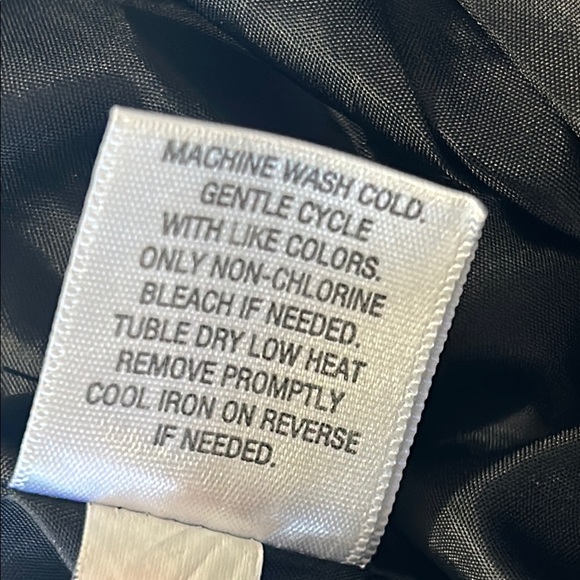 MACHINE WASH COLD.
GENTLE CYCLE
WITH LIKE COLORS.
ONLY NON-CHLORINE
BLEACH IF NEEDED.
TUBLE DRY LOW HEAT
REMOVE PROMPTLY
COOL IRON ON REVERSE
IF NEEDED.